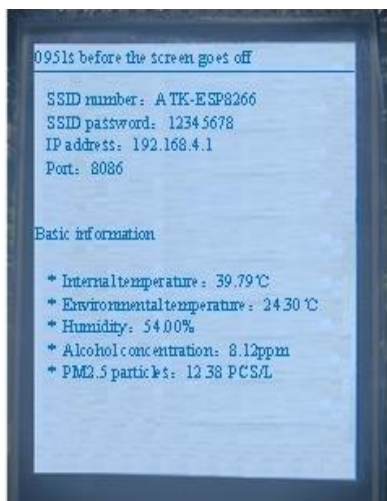 0951s before the screen goes off
SSID number: ATK-ESP8266
SSID password: 12345678
IP address: 192.168.4.1
Port: 8086
Basic information
* Internal temperature: 39.79℃
* Environmental temperature: 24.30 ℃
* Humidity: 54.00%
* Alcohol concentration: 8.12ppm
* PM2.5 particles: 12 38 PCS/L